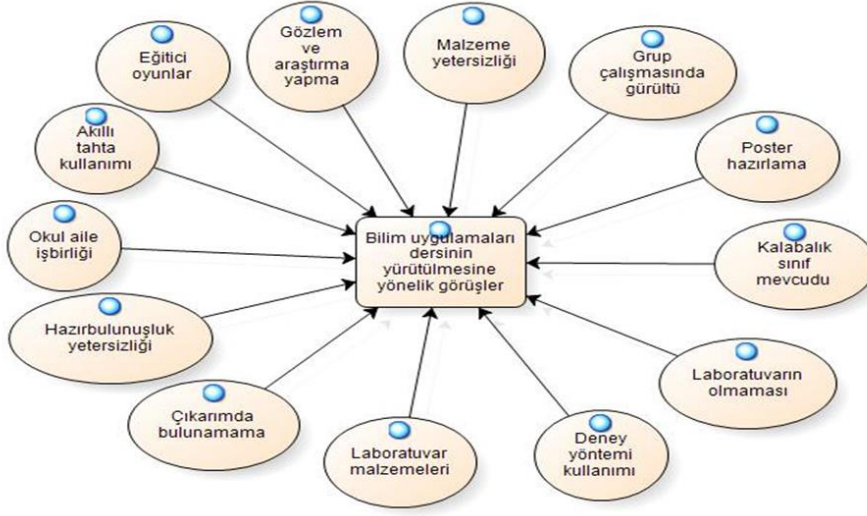 Gözlem
ve
araştırma
yapma
Malzeme
yetersizliği
Grup
çalışmasında
gürültü
Eğitici
oyunlar
Poster
hazırlama
Akıllı
tahta
kullanımı
Bilim uygulamaları
dersinin
yürütülmesine
yönelik görüşler
Okul aile
işbirliği
Kalabalık
sınıf
mevcudu
Hazırbulunuşluk
yetersizliği
Laboratuvarın
olmaması
Çıkarımda
bulunamama
Laboratuvar
malzemeleri
Deney
yöntemi
kullanımı